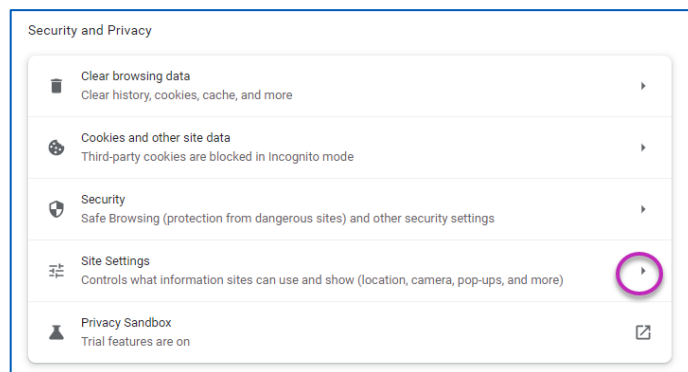 Security and Privacy
Clear browsing data
Clear history, cookies, cache, and more
Cookies and other site data
Third-party cookies are blocked in Incognito mode
Security
Safe Browsing (protection from dangerous sites) and other security settings
Site Settings
Controls what information sites can use and show (location, camera, pop-ups, and more)
Privacy Sandbox
Trial features are on